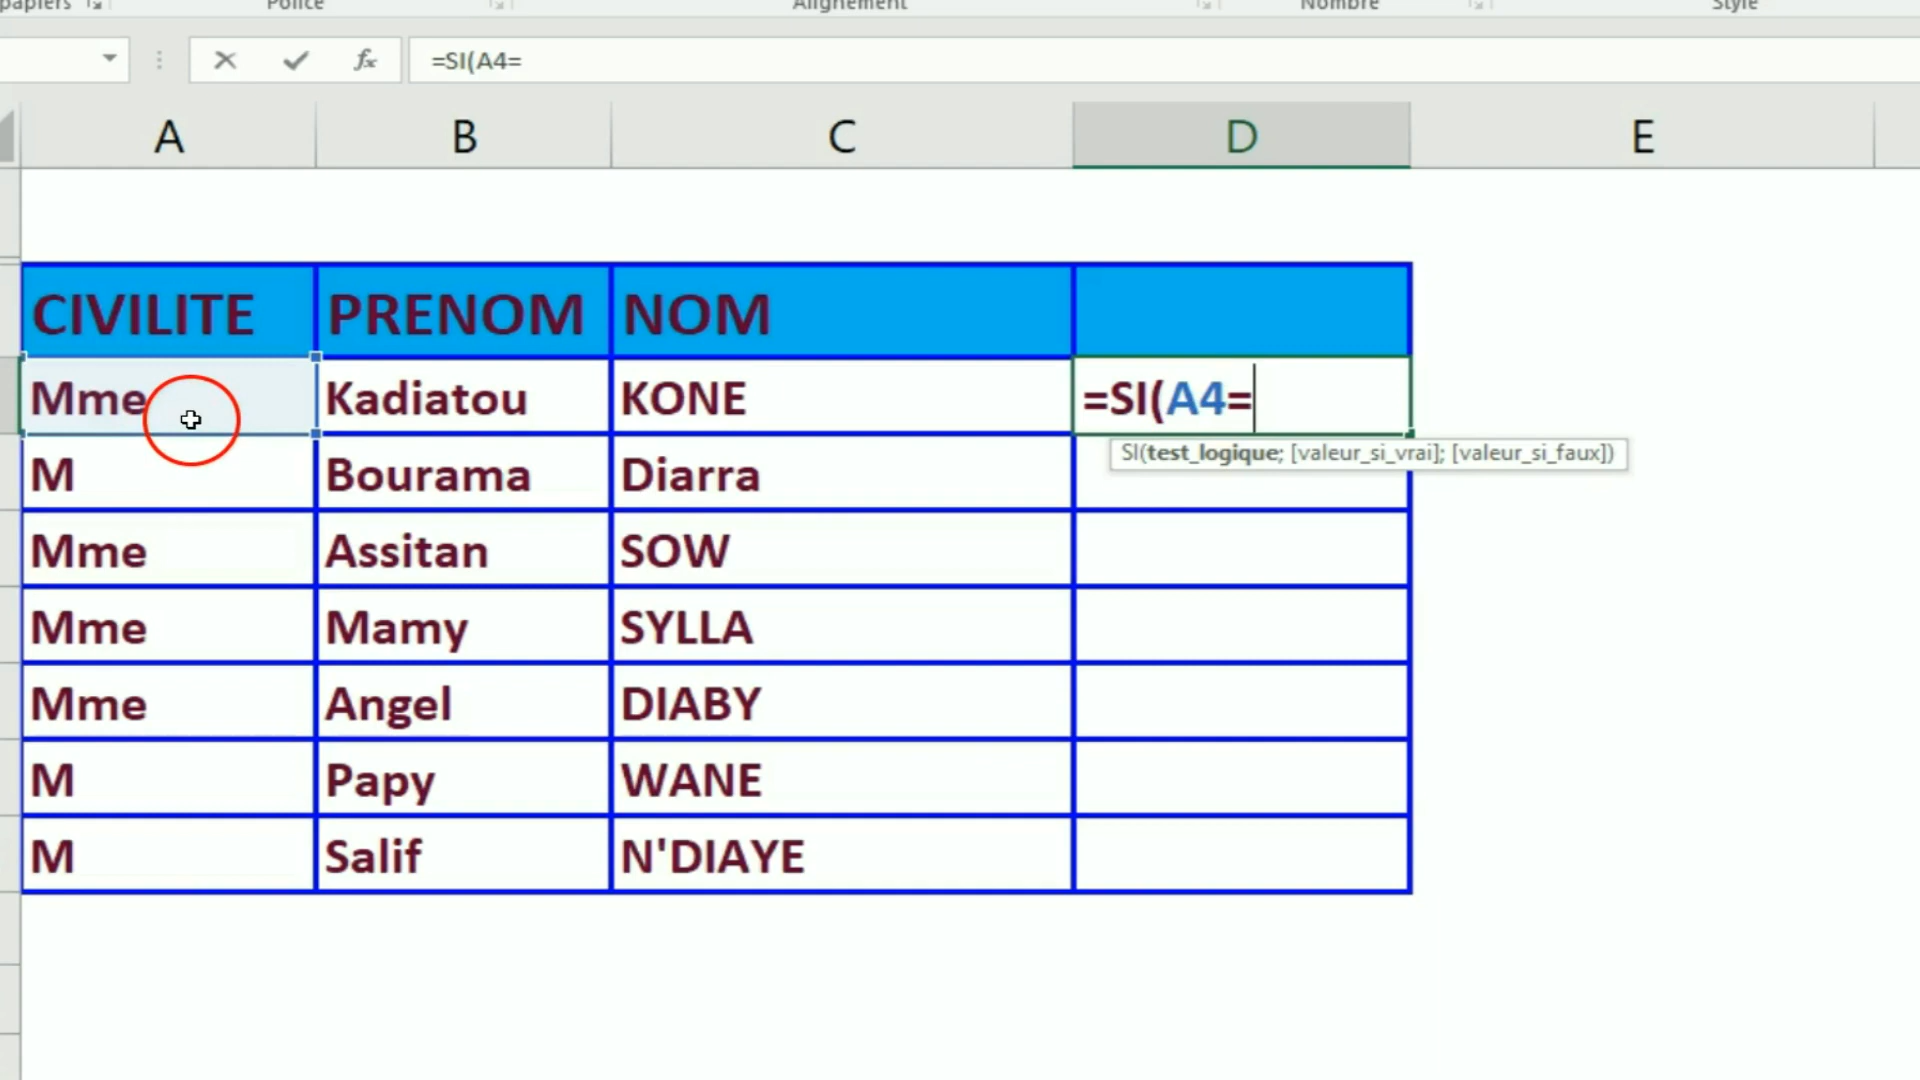 papiers Police Alignement Nombre Style
fx =SI(A4=
A B C D E
CIVILITE PRENOM NOM
Mme Kadiatou KONE =SI(A4=
SI(test_logique; [valeur_si_vrai]; [valeur_si_faux])
M Bourama Diarra
Mme Assitan SOW
Mme Mamy SYLLA
Mme Angel DIABY
M Papy WANE
M Salif N'DIAYE